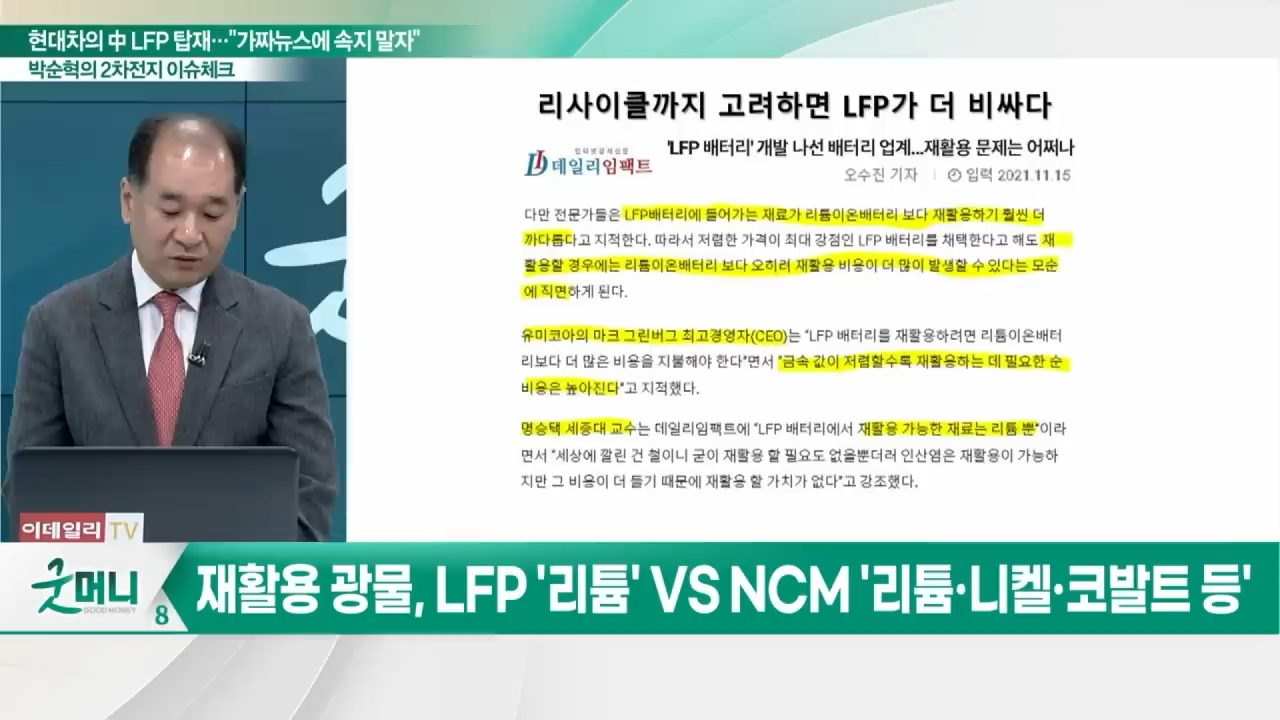 현대차의 中 LFP 탑재…"가짜뉴스에 속지 말자"
박순혁의 2차전지 이슈체크
리사이클까지 고려하면 LFP가 더 비싸다
인터넷경제신문
데일리임팩트
'LFP 배터리' 개발 나선 배터리 업계...재활용 문제는 어쩌나
오수진 기자 | 입력 2021.11.15
다만 전문가들은 LFP배터리에 들어가는 재료가 리튬이온배터리 보다 재활용하기 훨씬 더
까다롭다고 지적한다. 따라서 저렴한 가격이 최대 강점인 LFP 배터리를 채택한다고 해도 재
활용할 경우에는 리튬이온배터리 보다 오히려 재활용 비용이 더 많이 발생할 수 있다는 모순
에 직면하게 된다.
유미코아의 마크 그린버그 최고경영자(CEO)는 "LFP 배터리를 재활용하려면 리튬이온배터
리보다 더 많은 비용을 지불해야 한다"면서 "금속 값이 저렴할수록 재활용하는 데 필요한 순
비용은 높아진다"고 지적했다.
명승택 세종대 교수는 데일리임팩트에 "LFP 배터리에서 재활용 가능한 재료는 리튬 뿐"이라
면서 "세상에 깔린 건 철이니 굳이 재활용 할 필요도 없을뿐더러 인산염은 재활용이 가능하
지만 그 비용이 더 들기 때문에 재활용 할 가치가 없다"고 강조했다.
이데일리 TV
굿머니
GOOD MONEY
8
재활용 광물, LFP '리튬' VS NCM '리튬·니켈·코발트 등'